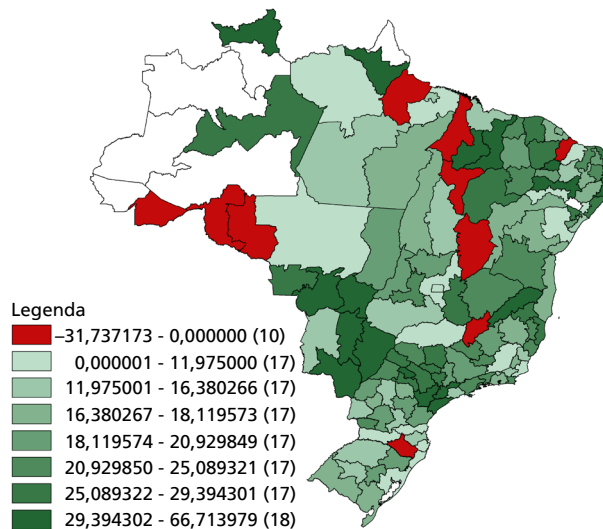 Legenda
–31,737173 - 0,000000 (10)
0,000001 - 11,975000 (17)
11,975001 - 16,380266 (17)
16,380267 - 18,119573 (17)
18,119574 - 20,929849 (17)
20,929850 - 25,089321 (17)
25,089322 - 29,394301 (17)
29,394302 - 66,713979 (18)